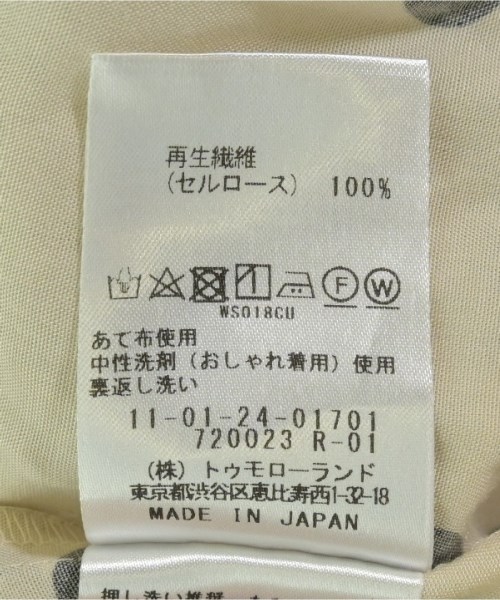 再生繊維
(セルロース) 100%
F W
WS018CU
あて布使用
中性洗剤（おしゃれ着用）使用
裏返し洗い
11-01-24-01701
720023 R-01
(株) トゥモローランド
東京都渋谷区恵比寿西1-32-18
MADE IN JAPAN